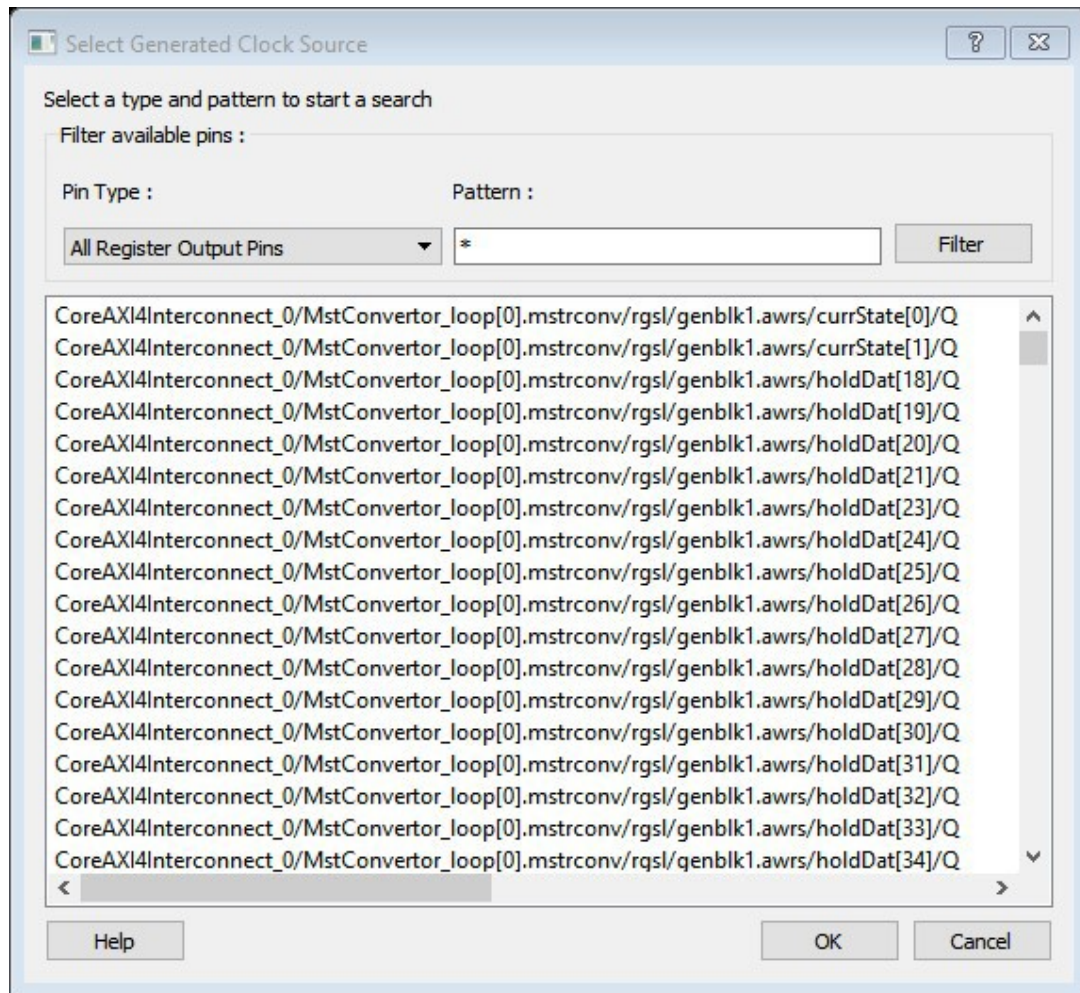 Select Generated Clock Source
Select a type and pattern to start a search
Filter available pins :
Pin Type : Pattern :
All Register Output Pins * Filter
CoreAXI4Interconnect_0/MstConvertor_loop[0].mstrconv/rgsl/genblk1.awrs/currState[0]/Q
CoreAXI4Interconnect_0/MstConvertor_loop[0].mstrconv/rgsl/genblk1.awrs/currState[1]/Q
CoreAXI4Interconnect_0/MstConvertor_loop[0].mstrconv/rgsl/genblk1.awrs/holdDat[18]/Q
CoreAXI4Interconnect_0/MstConvertor_loop[0].mstrconv/rgsl/genblk1.awrs/holdDat[19]/Q
CoreAXI4Interconnect_0/MstConvertor_loop[0].mstrconv/rgsl/genblk1.awrs/holdDat[20]/Q
CoreAXI4Interconnect_0/MstConvertor_loop[0].mstrconv/rgsl/genblk1.awrs/holdDat[21]/Q
CoreAXI4Interconnect_0/MstConvertor_loop[0].mstrconv/rgsl/genblk1.awrs/holdDat[23]/Q
CoreAXI4Interconnect_0/MstConvertor_loop[0].mstrconv/rgsl/genblk1.awrs/holdDat[24]/Q
CoreAXI4Interconnect_0/MstConvertor_loop[0].mstrconv/rgsl/genblk1.awrs/holdDat[25]/Q
CoreAXI4Interconnect_0/MstConvertor_loop[0].mstrconv/rgsl/genblk1.awrs/holdDat[26]/Q
CoreAXI4Interconnect_0/MstConvertor_loop[0].mstrconv/rgsl/genblk1.awrs/holdDat[27]/Q
CoreAXI4Interconnect_0/MstConvertor_loop[0].mstrconv/rgsl/genblk1.awrs/holdDat[28]/Q
CoreAXI4Interconnect_0/MstConvertor_loop[0].mstrconv/rgsl/genblk1.awrs/holdDat[29]/Q
CoreAXI4Interconnect_0/MstConvertor_loop[0].mstrconv/rgsl/genblk1.awrs/holdDat[30]/Q
CoreAXI4Interconnect_0/MstConvertor_loop[0].mstrconv/rgsl/genblk1.awrs/holdDat[31]/Q
CoreAXI4Interconnect_0/MstConvertor_loop[0].mstrconv/rgsl/genblk1.awrs/holdDat[32]/Q
CoreAXI4Interconnect_0/MstConvertor_loop[0].mstrconv/rgsl/genblk1.awrs/holdDat[33]/Q
CoreAXI4Interconnect_0/MstConvertor_loop[0].mstrconv/rgsl/genblk1.awrs/holdDat[34]/Q
Help OK Cancel